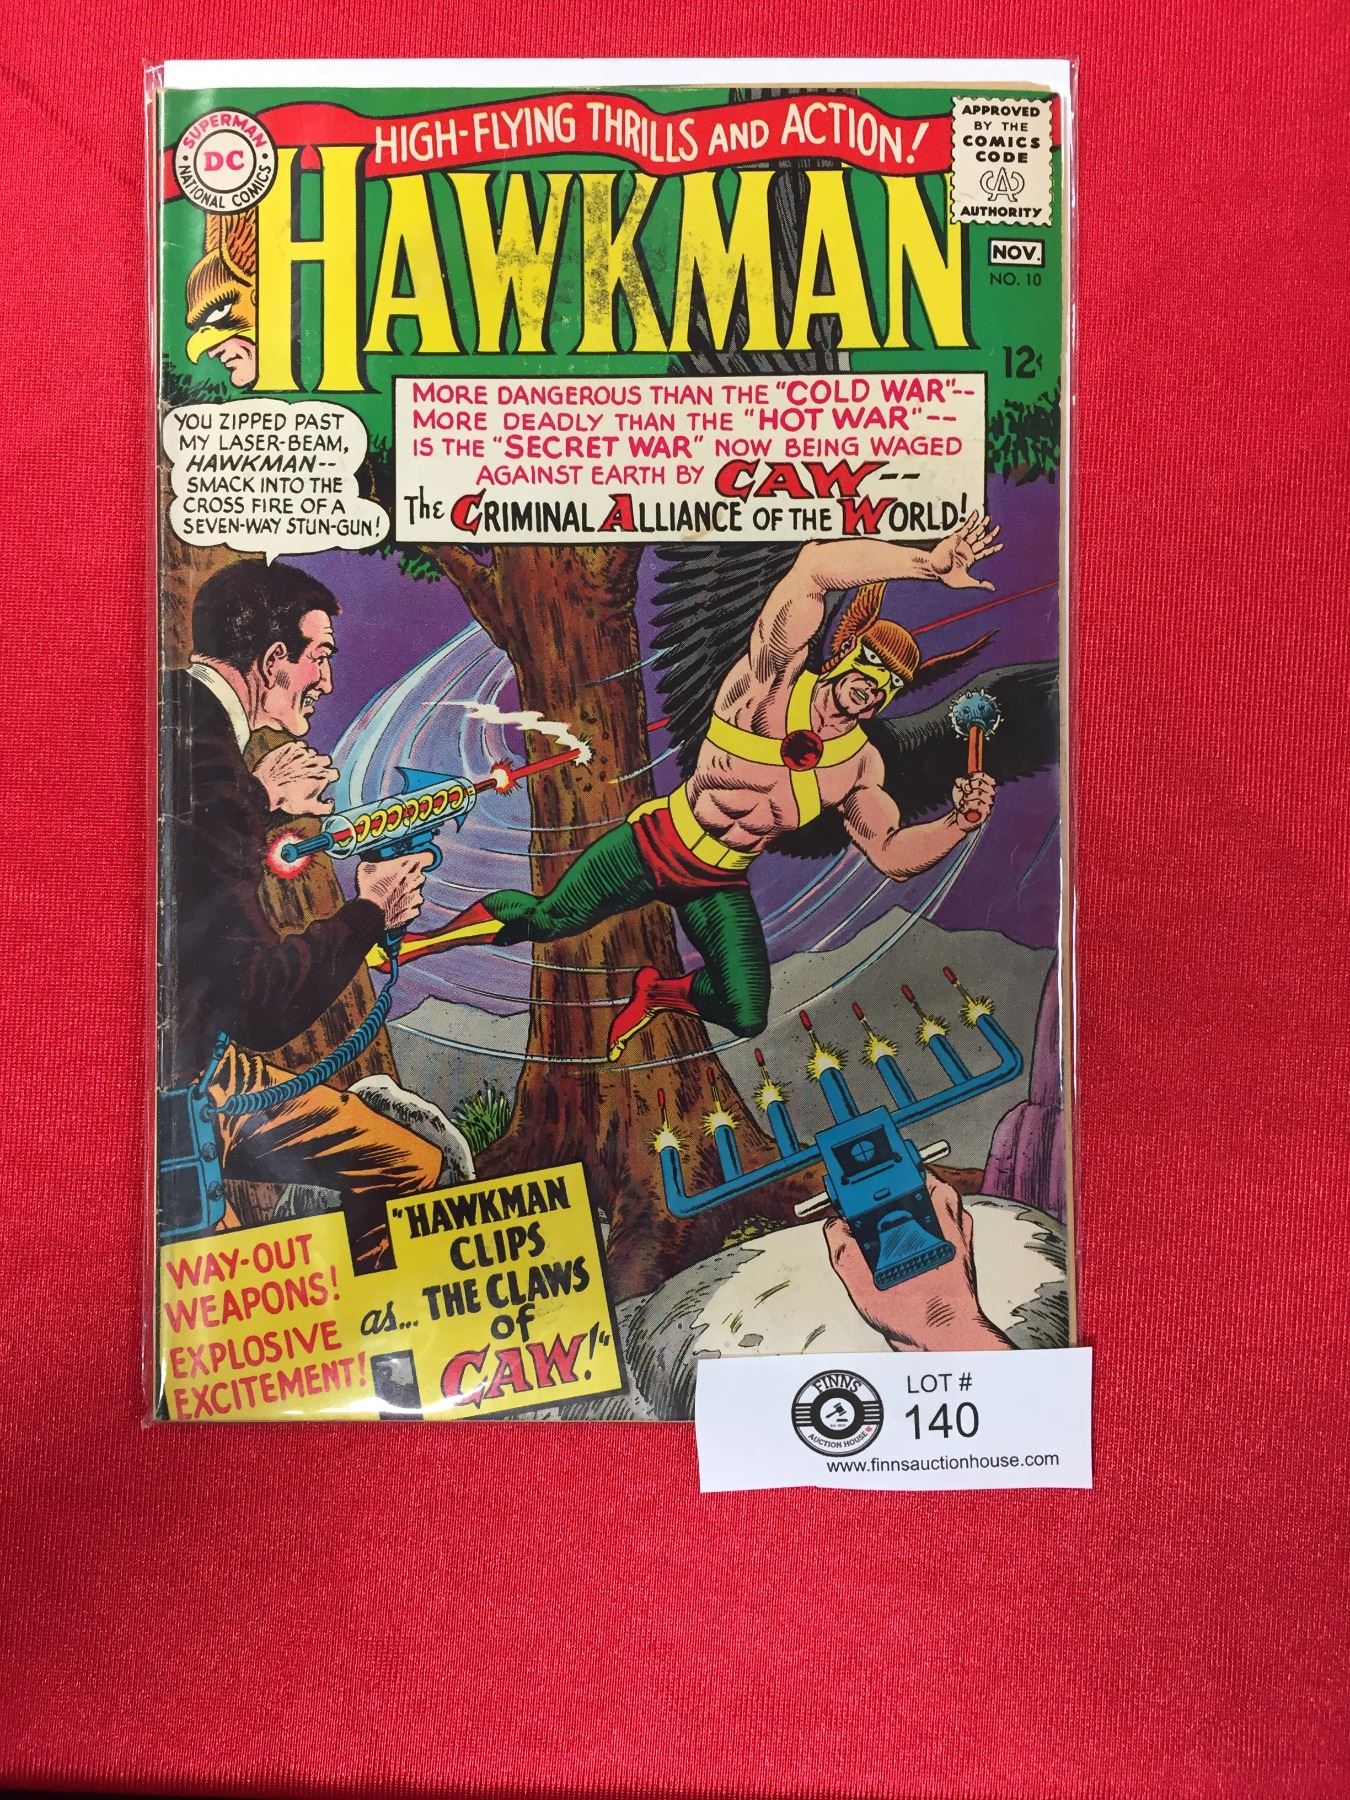 HIGH-FLYING THRILLS AND ACTION!
SUPERMAN
DC
NATIONAL COMICS
APPROVED
BY THE
COMICS
CODE
CA
AUTHORITY
HAWKMAN
NOV.
NO. 10
12¢
MORE DANGEROUS THAN THE "COLD WAR"--
MORE DEADLY THAN THE "HOT WAR"--
IS THE "SECRET WAR" NOW BEING WAGED
AGAINST EARTH BY CAW--
The CRIMINAL ALLIANCE OF THE WORLD!
YOU ZIPPED PAST
MY LASER-BEAM,
HAWKMAN--
SMACK INTO THE
CROSS FIRE OF A
SEVEN-WAY STUN-GUN!
WAY-OUT
WEAPONS!
EXPLOSIVE
EXCITEMENT!
as...
"HAWKMAN
CLIPS
THE CLAWS
of
CAW!"
FINNS
AUCTION HOUSE
LOT #
140
www.finnsauctionhouse.com